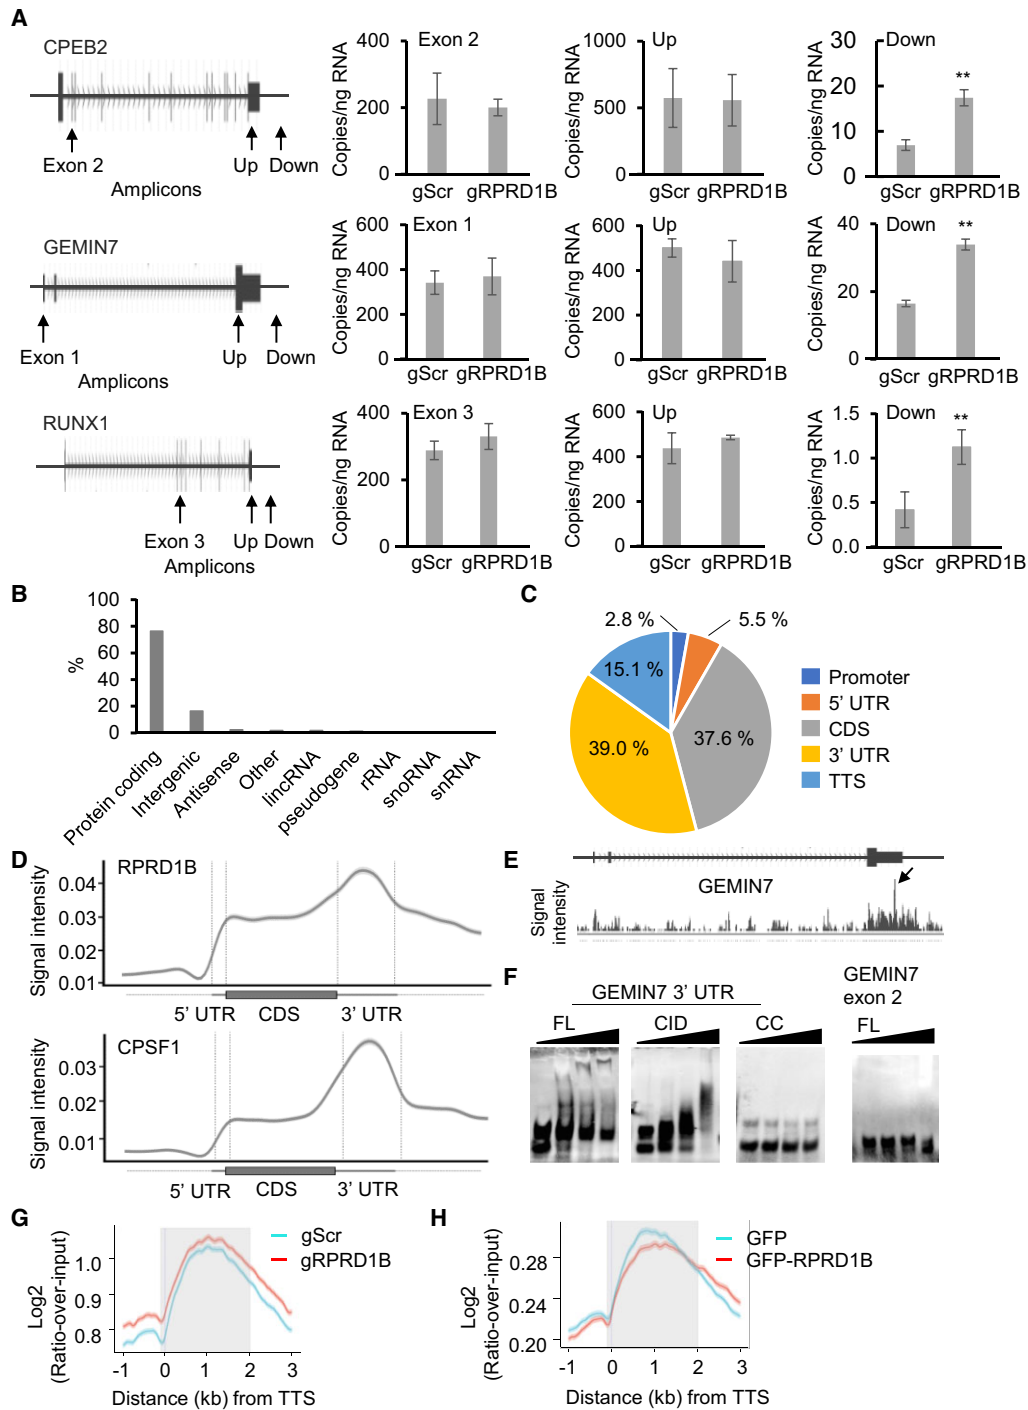 A
CPEB2
Exon 2
Up
Down
Amplicons
Copies/ng RNA
400
200
0
Exon 2
gScr gRPRD1B
Copies/ng RNA
1000
500
0
Up
gScr gRPRD1B
Copies/ng RNA
30
20
10
0
Down
**
gScr gRPRD1B
GEMIN7
Exon 1
Up
Down
Amplicons
Copies/ng RNA
600
400
200
0
Exon 1
gScr gRPRD1B
Copies/ng RNA
600
400
200
0
Up
gScr gRPRD1B
Copies/ng RNA
40
20
0
Down
**
gScr gRPRD1B
RUNX1
Exon 3
Up Down
Amplicons
Copies/ng RNA
400
200
0
Exon 3
gScr gRPRD1B
Copies/ng RNA
600
400
200
0
Up
gScr gRPRD1B
Copies/ng RNA
1.5
1.0
0.5
0.0
Down
**
gScr gRPRD1B
B
%
100
80
60
40
20
0
Protein coding
Intergenic
Antisense
Other
lincRNA
pseudogene
rRNA
snoRNA
snRNA
C
2.8 %
5.5 %
15.1 %
37.6 %
39.0 %
Promoter
5' UTR
CDS
3' UTR
TTS
D
RPRD1B
Signal intensity
0.04
0.03
0.02
0.01
5' UTR CDS 3' UTR
CPSF1
Signal intensity
0.03
0.02
0.01
5' UTR CDS 3' UTR
E
GEMIN7
Signal
intensity
F
GEMIN7 3' UTR
FL CID CC
GEMIN7
exon 2
FL
G
Log2
(Ratio-over-input)
1.0
0.9
0.8
gScr
gRPRD1B
-1 0 1 2 3
Distance (kb) from TTS
H
Log2
(Ratio-over-input)
0.28
0.24
0.20
GFP
GFP-RPRD1B
-1 0 1 2 3
Distance (kb) from TTS